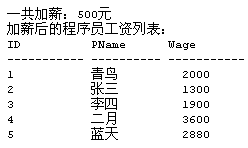 一共加薪：500元
加薪后的程序员工资列表：
ID PName Wage
----------- ----------- -----------
1 青鸟 2000
2 张三 1300
3 李四 1900
4 二月 3600
5 蓝天 2880